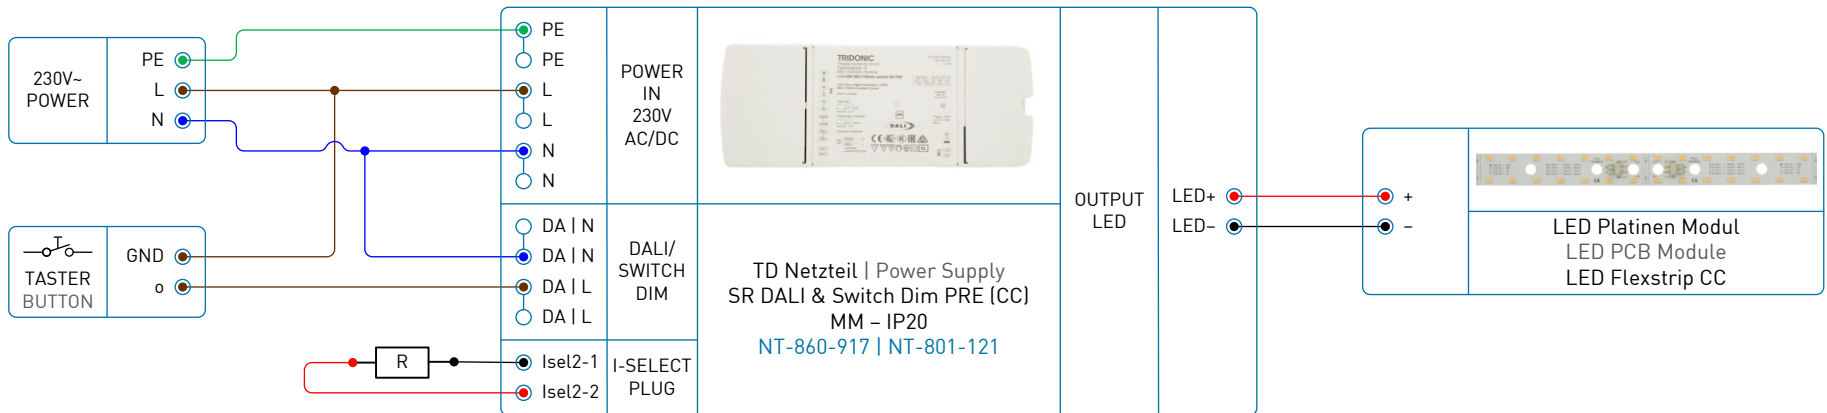 230V~
POWER
PE
L
N
TASTER
BUTTON
GND
o
R
PE
PE
L
L
N
N
DA | N
DA | N
DA | L
DA | L
Isel2-1
Isel2-2
POWER
IN
230V
AC/DC
DALI/
SWITCH
DIM
I-SELECT
PLUG
TRIDONIC
DALI
TD Netzteil | Power Supply
SR DALI & Switch Dim PRE (CC)
MM – IP20
NT-860-917 | NT-801-121
OUTPUT
LED
LED+
LED–
+
–
LED Platinen Modul
LED PCB Module
LED Flexstrip CC